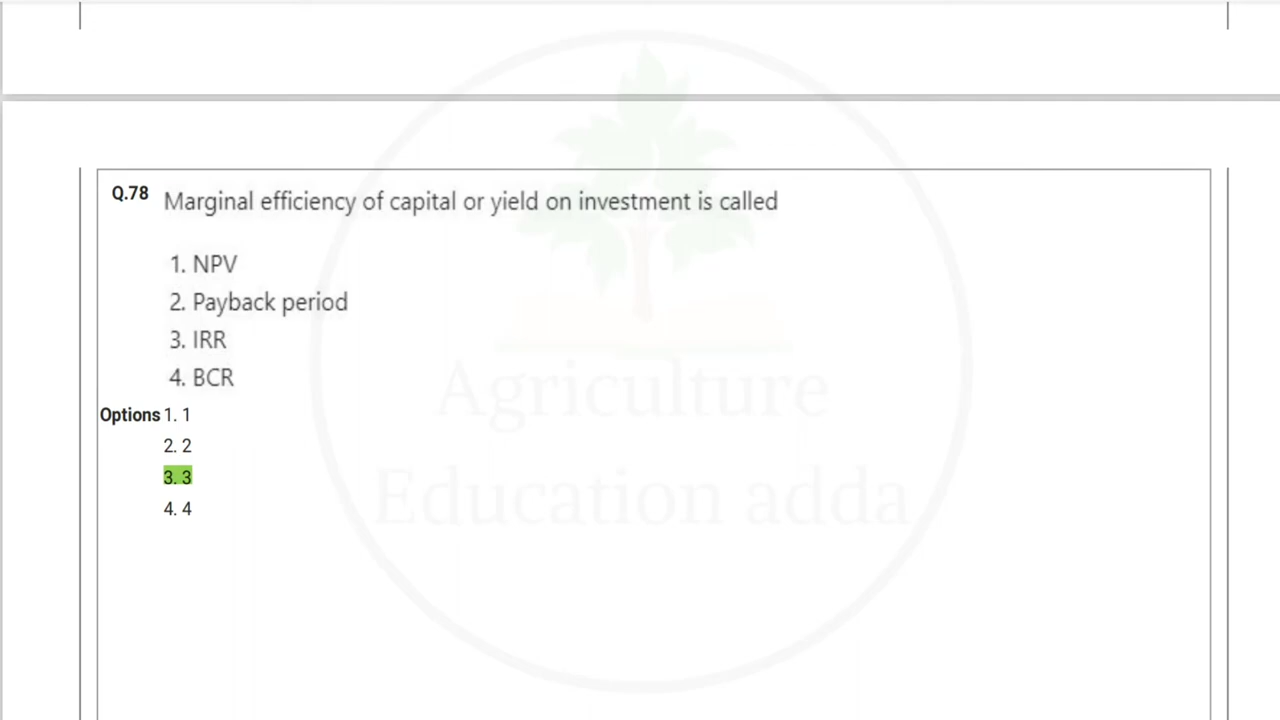 Q.78 Marginal efficiency of capital or yield on investment is called
1. NPV
2. Payback period
3. IRR
4. BCR
Options 1. 1
2. 2
3. 3
4. 4
Agriculture
Education adda